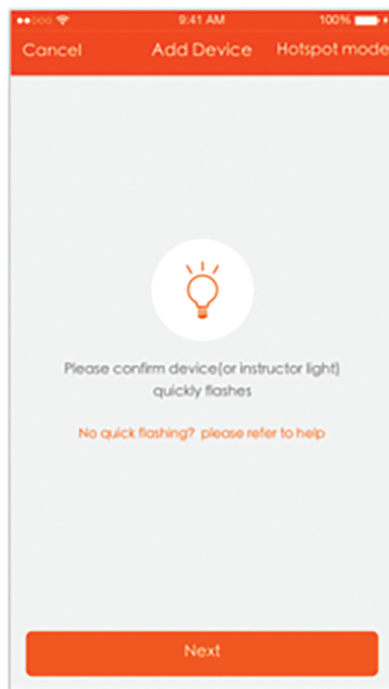 9:41 AM 100%
Cancel Add Device Hotspot mode
Please confirm device(or instructor light)
quickly flashes
No quick flashing? please refer to help
Next